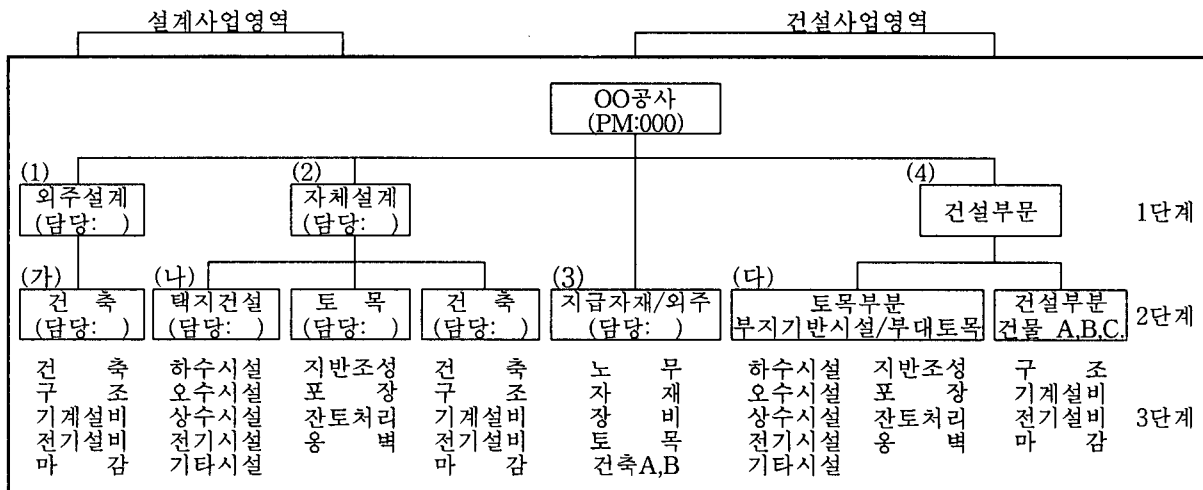 설계사업영역 건설사업영역
OO공사
(PM:000)
(1) (2) (4)
외주설계 자체설계 건설부문 1단계
(담당: ) (담당: )
(가) (나) (3) (다)
건 축 택지건설 토 목 건 축 지급자재/외주 토목부분 건설부분
(담당: ) (담당: ) (담당: ) (담당: ) (담당: ) 부지기반시설/부대토목 건물 A,B,C. 2단계
건 축 하수시설 지반조성 건 축 노 무 하수시설 지반조성 구 조
구 조 오수시설 포 장 구 조 자 재 오수시설 포 장 기계설비
기계설비 상수시설 잔토처리 기계설비 장 비 상수시설 잔토처리 전기설비 3단계
전기설비 전기시설 옹 벽 전기설비 토 목 전기시설 옹 벽 마 감
마 감 기타시설 마 감 건축A,B 기타시설